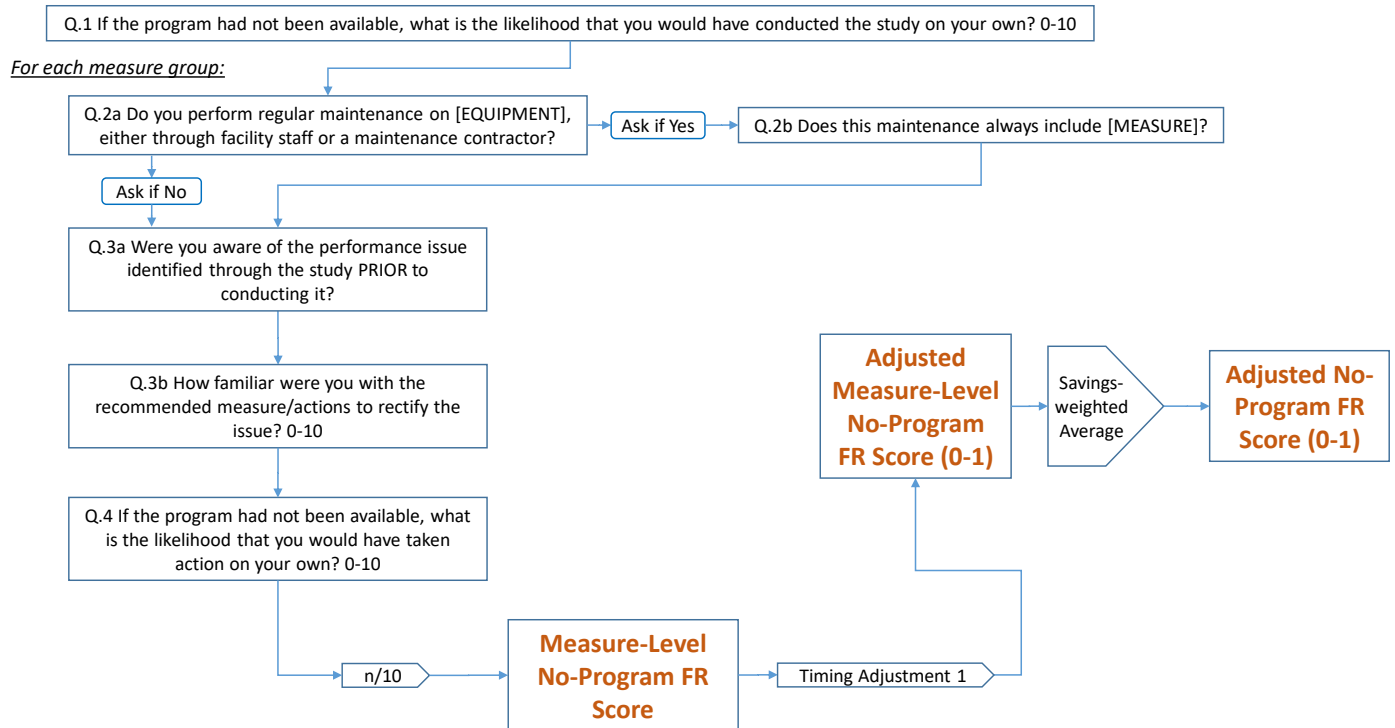 Q.1 If the program had not been available, what is the likelihood that you would have conducted the study on your own? 0-10
For each measure group:
Q.2a Do you perform regular maintenance on [EQUIPMENT],
either through facility staff or a maintenance contractor?
Ask if Yes
Q.2b Does this maintenance always include [MEASURE]?
Ask if No
Q.3a Were you aware of the performance issue
identified through the study PRIOR to
conducting it?
Q.3b How familiar were you with the
recommended measure/actions to rectify the
issue? 0-10
Q.4 If the program had not been available, what
is the likelihood that you would have taken
action on your own? 0-10
n/10
Measure-Level
No-Program FR
Score
Timing Adjustment 1
Adjusted
Measure-Level
No-Program
FR Score (0-1)
Savings-
weighted
Average
Adjusted No-
Program FR
Score (0-1)